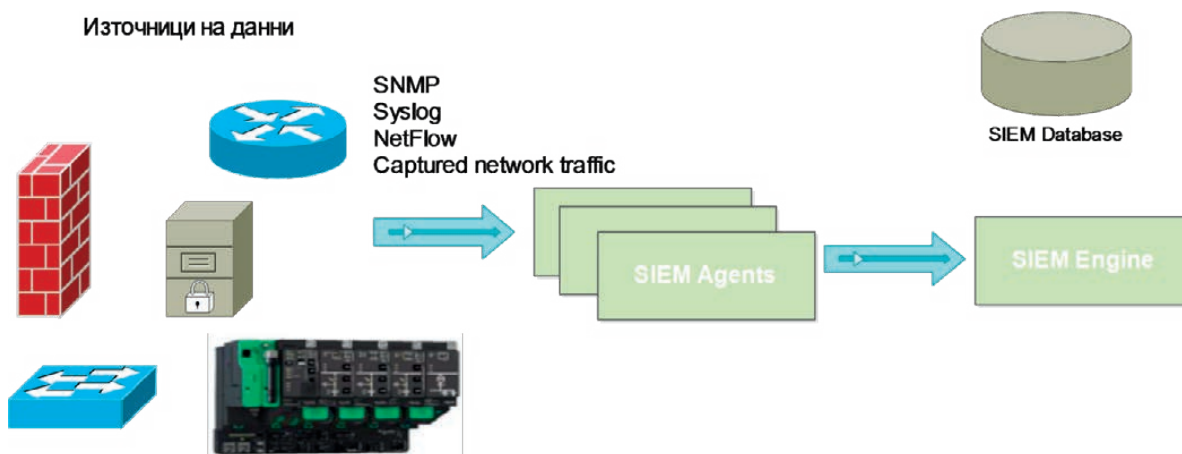 Източници на данни
SNMP
Syslog
NetFlow
Captured network traffic
SIEM Database
SIEM Agents
SIEM Engine